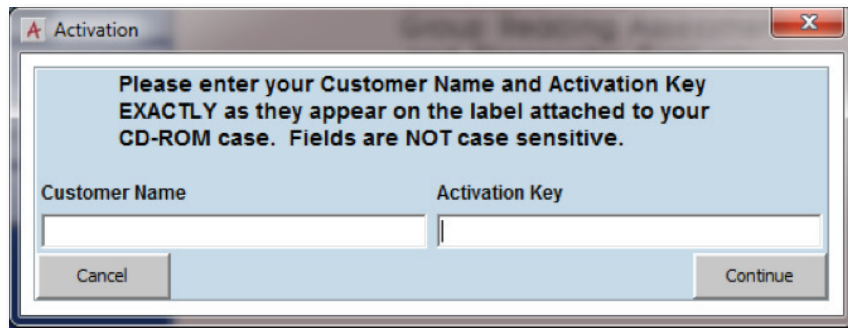 Activation
Please enter your Customer Name and Activation Key
EXACTLY as they appear on the label attached to your
CD-ROM case.  Fields are NOT case sensitive.
Customer Name
Activation Key
Cancel
Continue